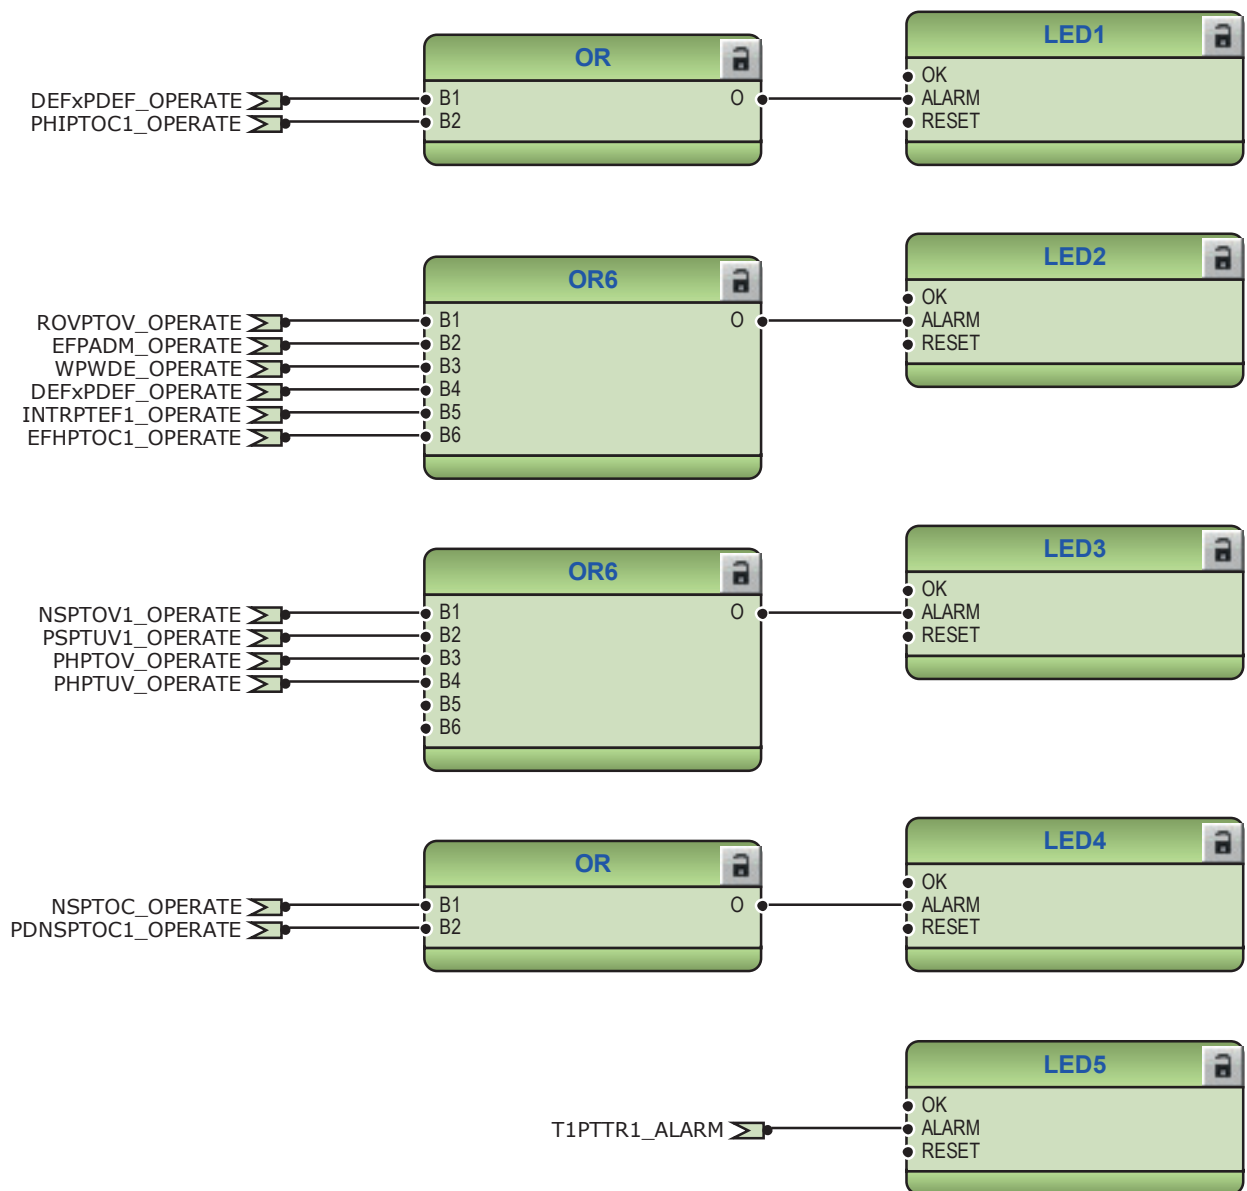 LED1
OR
OK
DEFxPDEF_OPERATE B1 O ALARM
PHIPTOC1_OPERATE B2 RESET
LED2
OR6
OK
ROVPTOV_OPERATE B1 O ALARM
EFPADM_OPERATE B2 RESET
WPWDE_OPERATE B3
DEFxPDEF_OPERATE B4
INTRPTEF1_OPERATE B5
EFHPTOC1_OPERATE B6
LED3
OR6
OK
NSPTOV1_OPERATE B1 O ALARM
PSPTUV1_OPERATE B2 RESET
PHPTOV_OPERATE B3
PHPTUV_OPERATE B4
B5
B6
LED4
OR
OK
NSPTOC_OPERATE B1 O ALARM
PDNSPTOC1_OPERATE B2 RESET
LED5
OK
T1PTTR1_ALARM ALARM
RESET